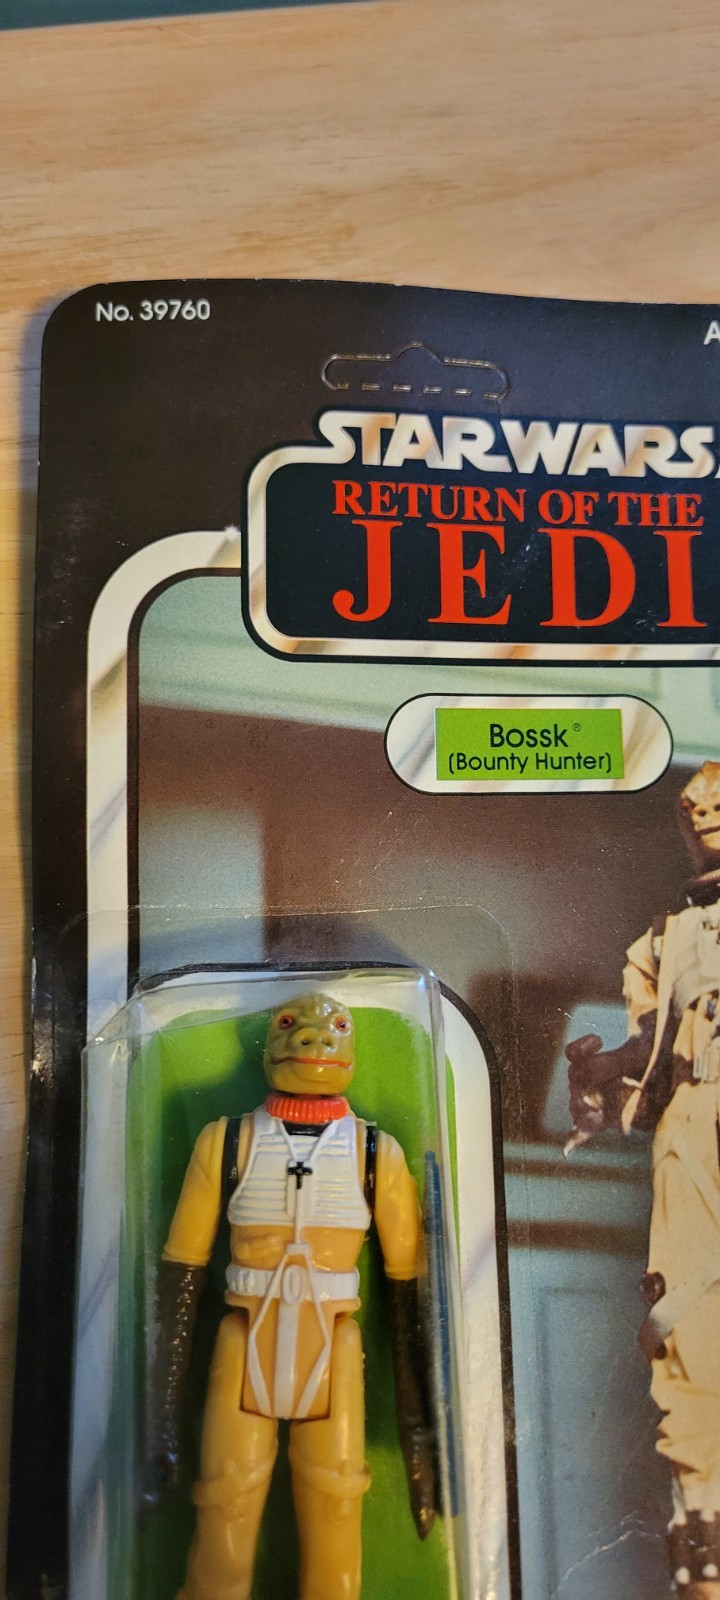 No. 39760
STAR WARS
RETURN OF THE
JEDI
Bossk®
(Bounty Hunter)